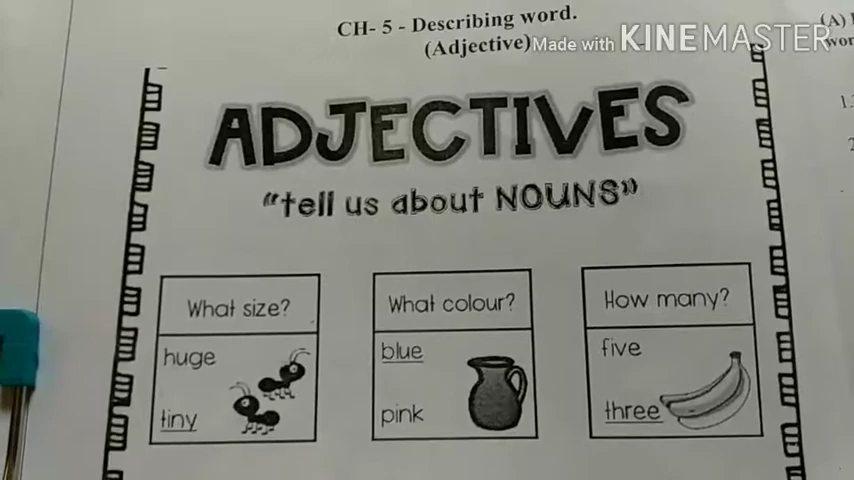 CH- 5 - Describing word.
(Adjective)
Made with KINEMASTER
ADJECTIVES
"tell us about NOUNS"
What size?
huge
tiny
What colour?
blue
pink
How many?
five
three
(A)
1.